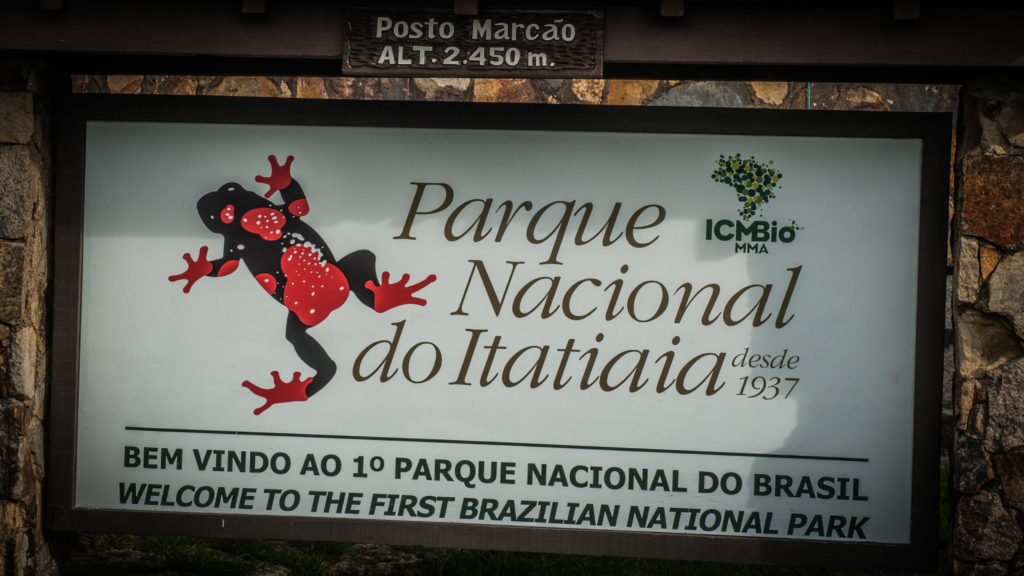 Posto Marcão
ALT. 2.450 m.
Parque
Nacional
do Itatiaia
desde
1937
ICMBio
MMA
BEM VINDO AO 1º PARQUE NACIONAL DO BRASIL
WELCOME TO THE FIRST BRAZILIAN NATIONAL PARK